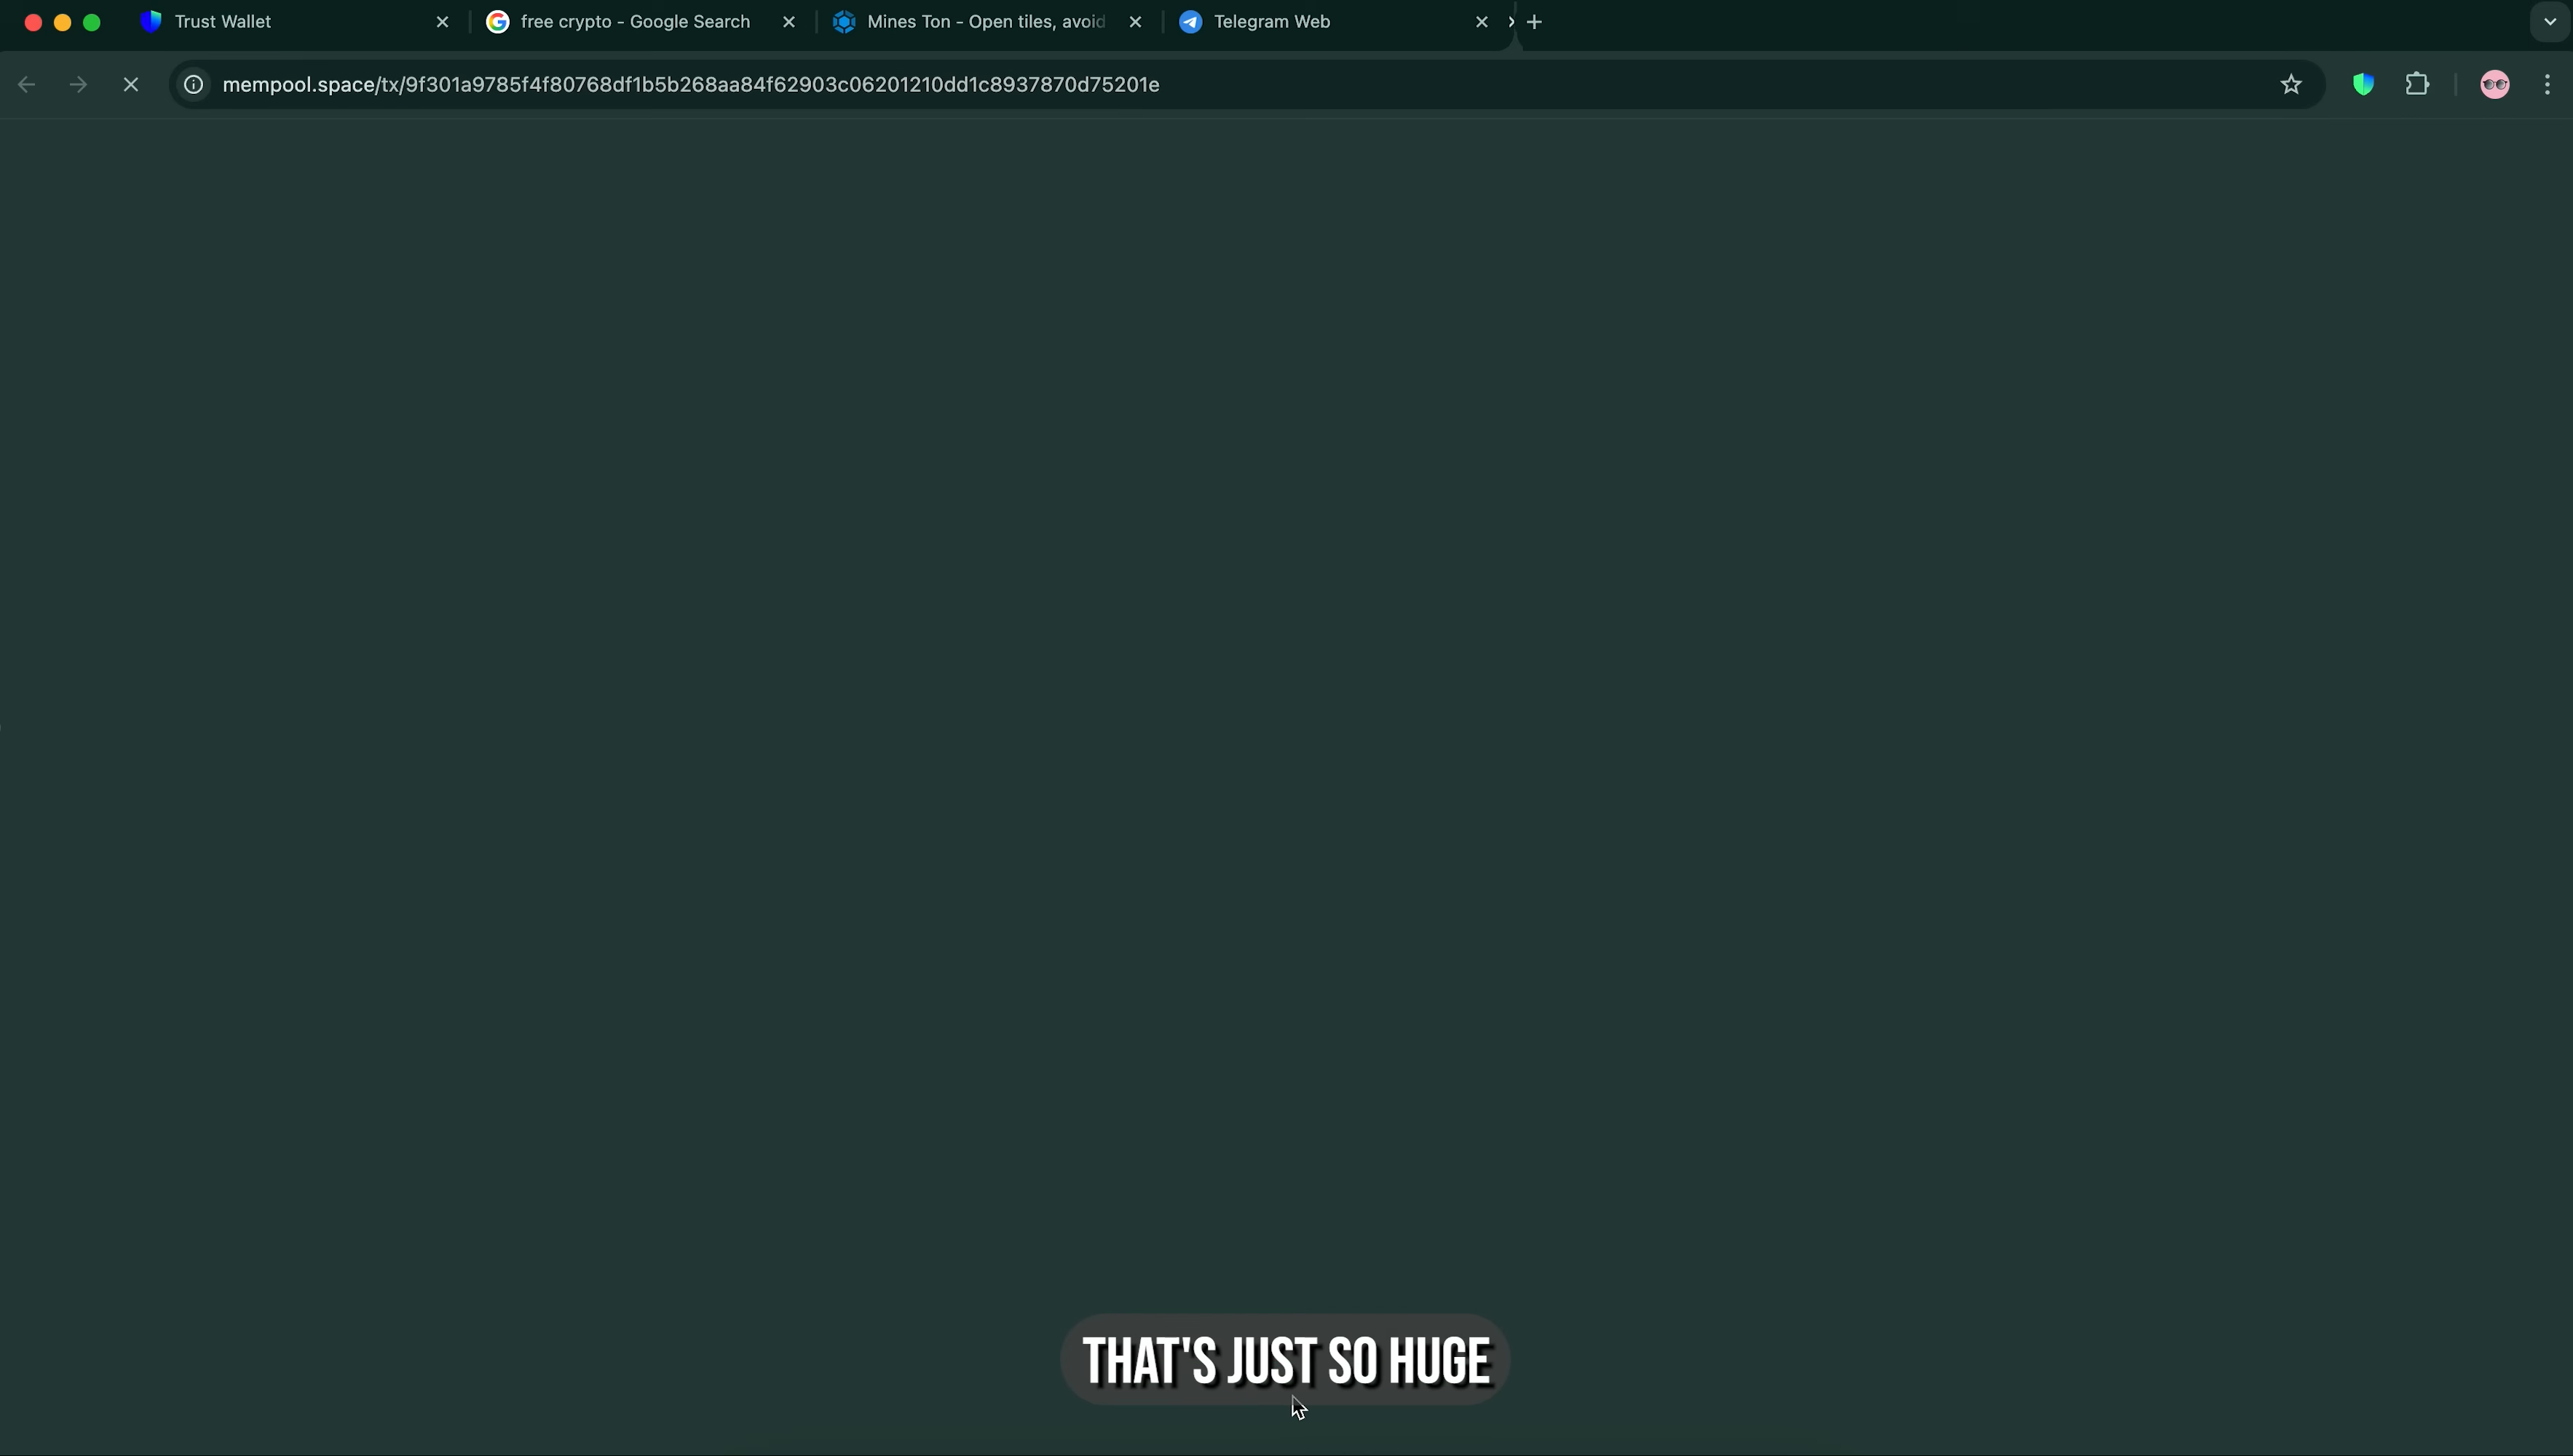 Trust Wallet
free crypto - Google Search
Mines Ton - Open tiles, avoid
Telegram Web
mempool.space/tx/9f301a9785f4f80768df1b5b268aa84f62903c06201210dd1c8937870d75201e
THAT'S JUST SO HUGE